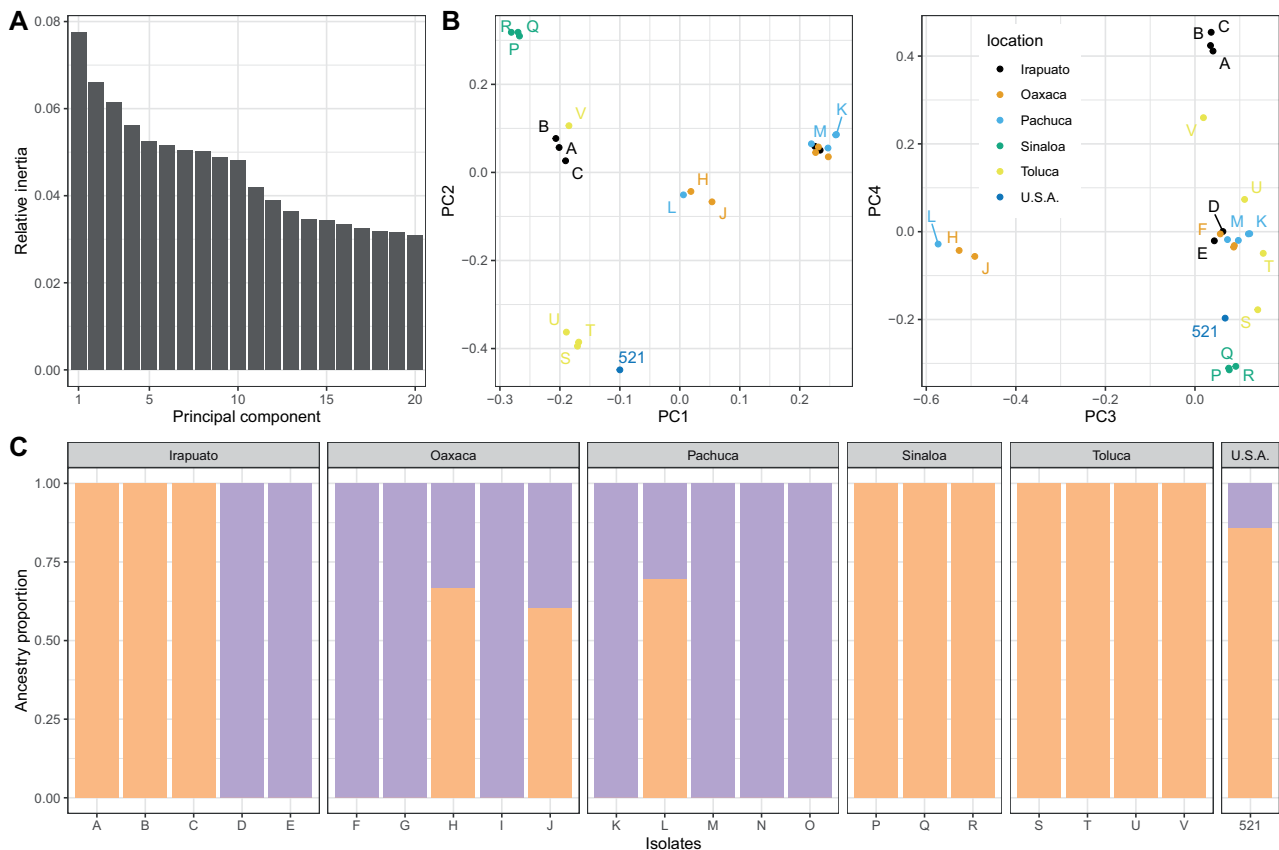 A
0.08
0.06
0.04
0.02
0.00
Relative inertia
1
5
10
15
20
Principal component
B
R
Q
P
V
B
A
C
K
M
H
L
J
U
T
S
521
0.2
0.0
−0.2
−0.4
PC2
−0.3
−0.2
−0.1
0.0
0.1
0.2
PC1
location
Irapuato
Oaxaca
Pachuca
Sinaloa
Toluca
U.S.A.
C
B
A
V
U
D
L
H
J
F
M
K
E
T
S
521
Q
P
R
0.4
0.2
0.0
−0.2
PC4
−0.6
−0.4
−0.2
0.0
PC3
C
Irapuato
Oaxaca
Pachuca
Sinaloa
Toluca
U.S.A.
1.00
0.75
0.50
0.25
0.00
Ancestry proportion
A B C D E F G H I J K L M N O P Q R S T U V 521
Isolates